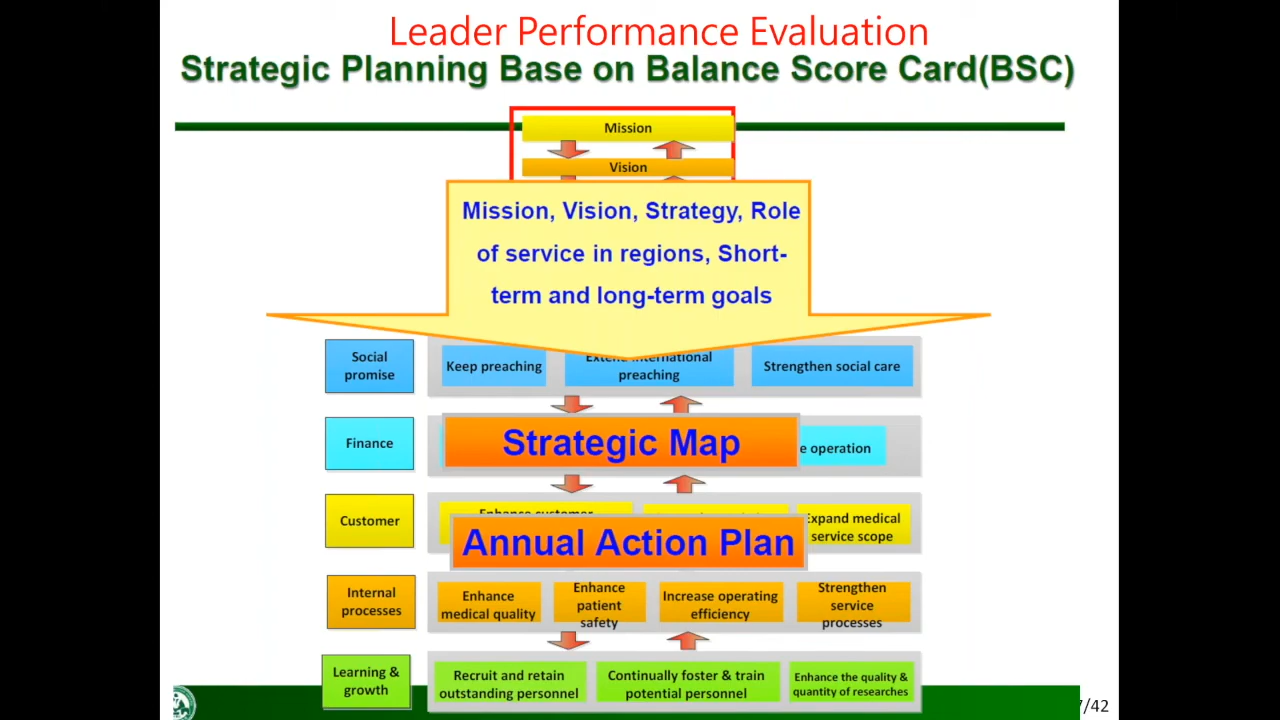 Leader Performance Evaluation
Strategic Planning Base on Balance Score Card(BSC)
Mission
Vision
Mission, Vision, Strategy, Role
of service in regions, Short-
term and long-term goals
Social
promise
Keep preaching
Extend international
preaching
Strengthen social care
Finance
Strategic Map
e operation
Customer
Enhance customer
Expand medical
service scope
Annual Action Plan
Internal
processes
Enhance
medical quality
Enhance
patient
safety
Increase operating
efficiency
Strengthen
service
processes
Learning &
growth
Recruit and retain
outstanding personnel
Continually foster & train
potential personnel
Enhance the quality &
quantity of researches
/42